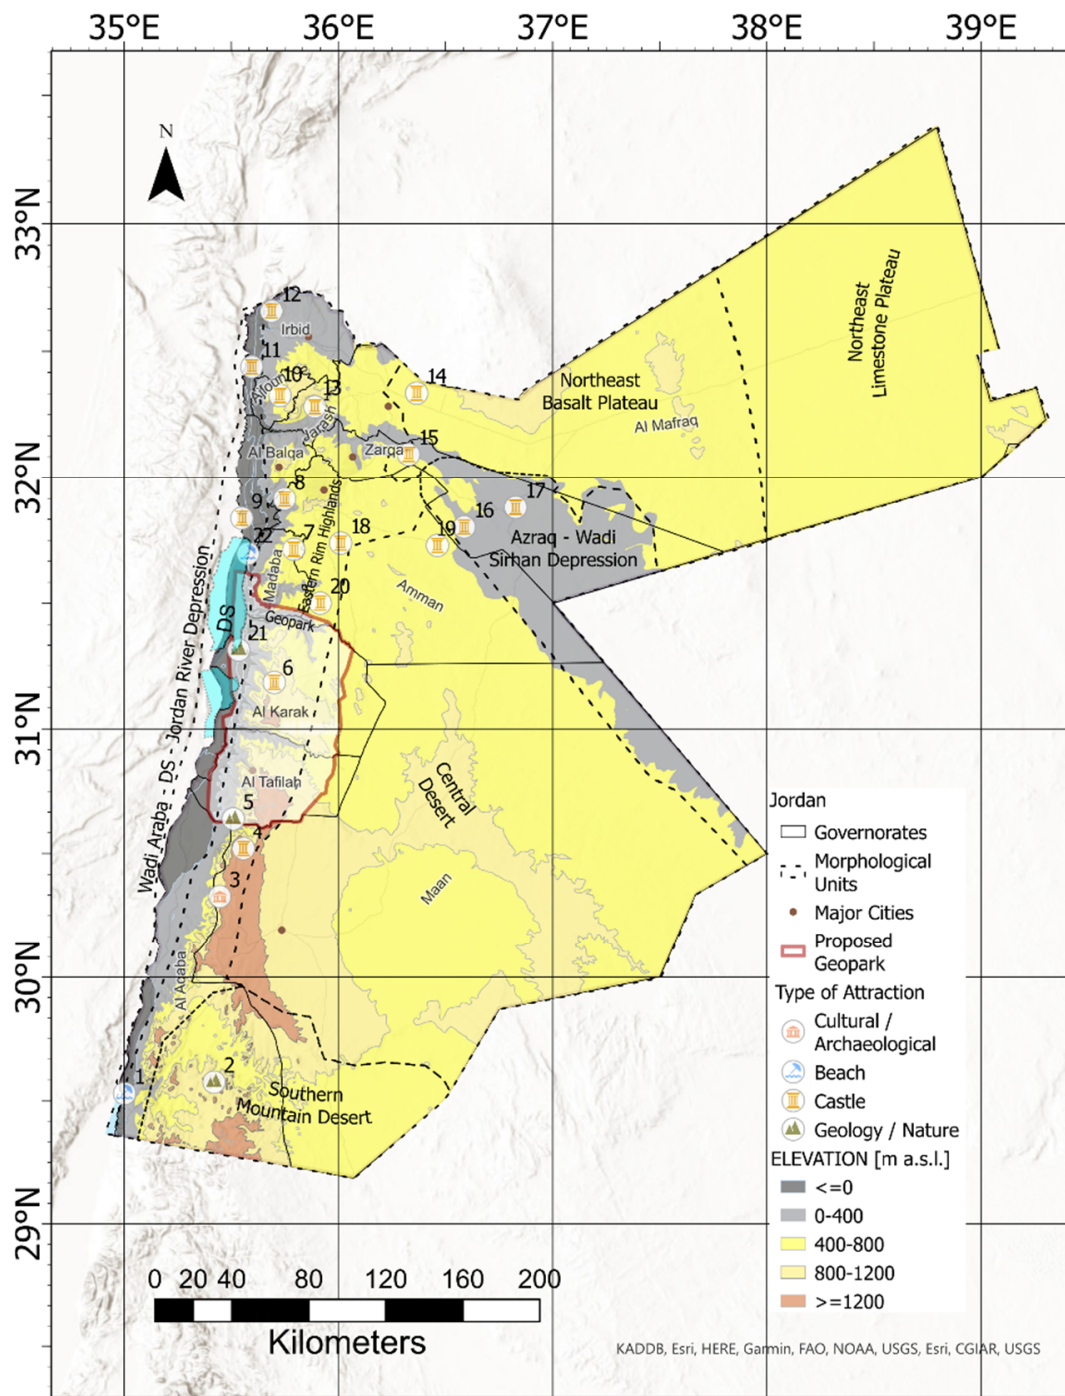 35°E 36°E 37°E 38°E 39°E
N
33°N
32°N
31°N
30°N
29°N
12
Irbid
11
10
Ajloun
13
Jarash
14
15
Zarqa
Al Balqa
8
9
22
7
18
16
17
19
20
Madaba
Eastern Rim Highlands
Northeast
Limestone Plateau
Northeast
Basalt Plateau
Al Mafraq
Azraq - Wadi
Sirhan Depression
Amman
Geopark
DS
21
6
Al Karak
Al Tafilah
5
4
3
Wadi Araba - DS - Jordan River Depression
Central
Desert
Maan
Al Aqaba
2
1
Southern
Mountain Desert
Jordan
Governorates
Morphological
Units
Major Cities
Proposed
Geopark
Type of Attraction
Cultural /
Archaeological
Beach
Castle
Geology / Nature
ELEVATION [m a.s.l.]
<=0
0-400
400-800
800-1200
>=1200
0 20 40 80 120 160 200
Kilometers
KADDB, Esri, HERE, Garmin, FAO, NOAA, USGS, Esri, CGIAR, USGS